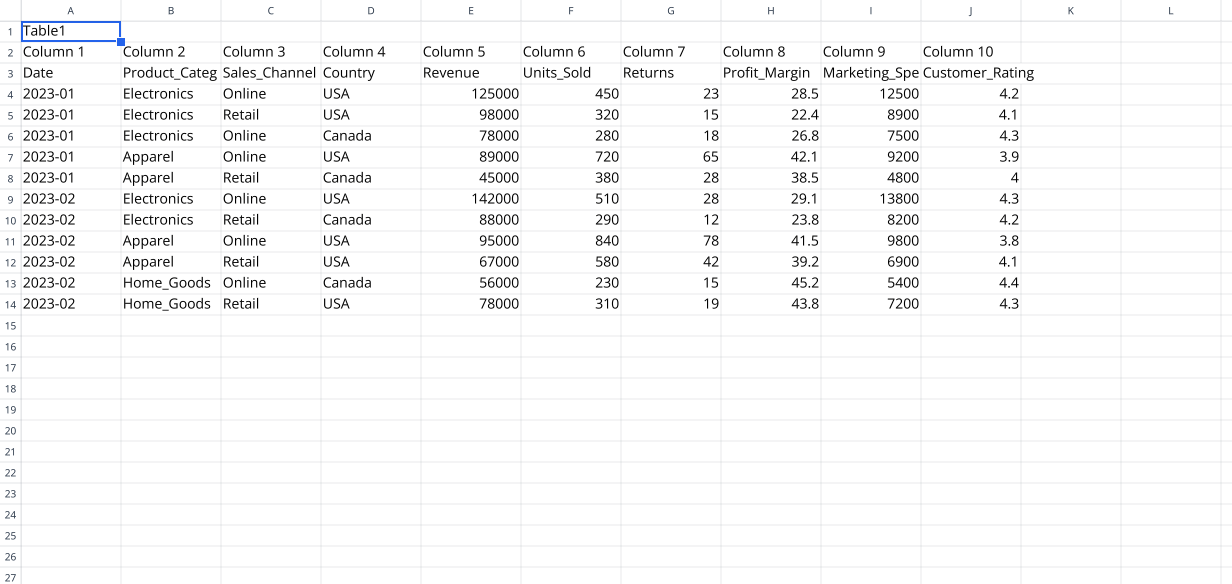 A B C D E F G H I J K L
1 Table1
2 Column 1 Column 2 Column 3 Column 4 Column 5 Column 6 Column 7 Column 8 Column 9 Column 10
3 Date Product_Categ Sales_Channel Country Revenue Units_Sold Returns Profit_Margin Marketing_Spe Customer_Rating
4 2023-01 Electronics Online USA 125000 450 23 28.5 12500 4.2
5 2023-01 Electronics Retail USA 98000 320 15 22.4 8900 4.1
6 2023-01 Electronics Online Canada 78000 280 18 26.8 7500 4.3
7 2023-01 Apparel Online USA 89000 720 65 42.1 9200 3.9
8 2023-01 Apparel Retail Canada 45000 380 28 38.5 4800 4
9 2023-02 Electronics Online USA 142000 510 28 29.1 13800 4.3
10 2023-02 Electronics Retail Canada 88000 290 12 23.8 8200 4.2
11 2023-02 Apparel Online USA 95000 840 78 41.5 9800 3.8
12 2023-02 Apparel Retail USA 67000 580 42 39.2 6900 4.1
13 2023-02 Home_Goods Online Canada 56000 230 15 45.2 5400 4.4
14 2023-02 Home_Goods Retail USA 78000 310 19 43.8 7200 4.3
15
16
17
18
19
20
21
22
23
24
25
26
27